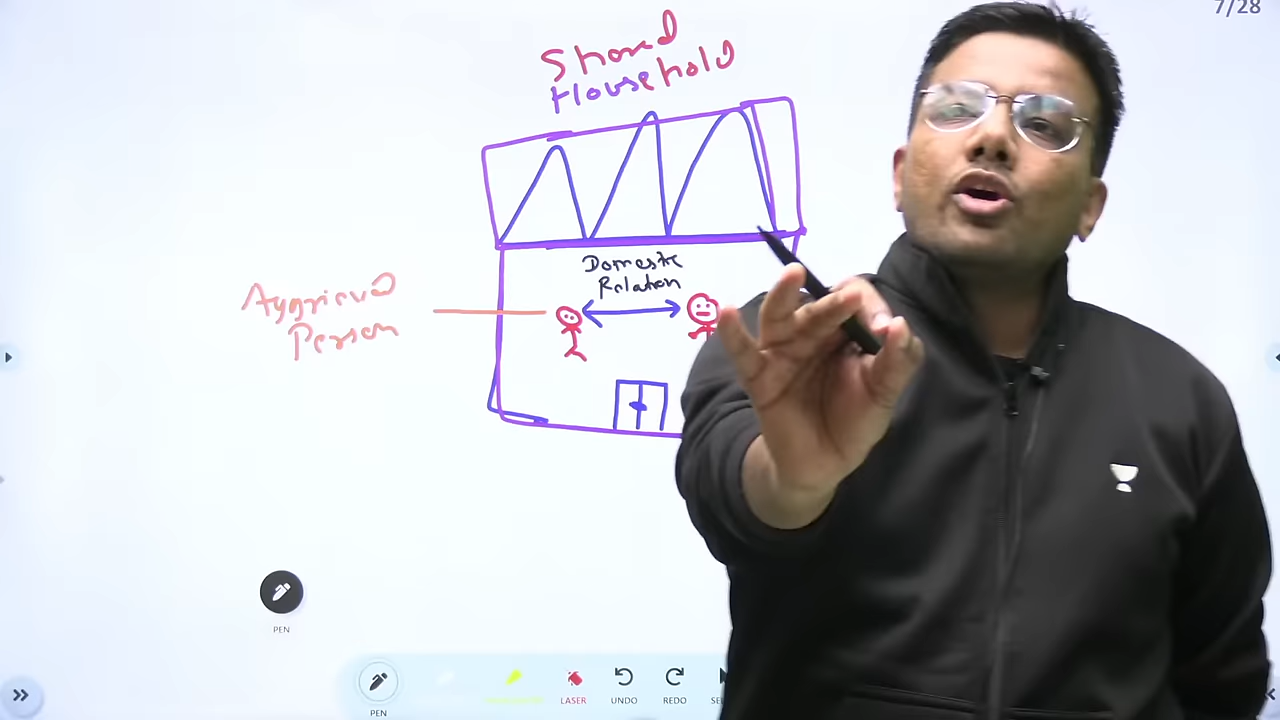 7/28
Shared
Household
Domestic
Relation
Aggrieved
Person
PEN
PEN
LASER
UNDO
REDO